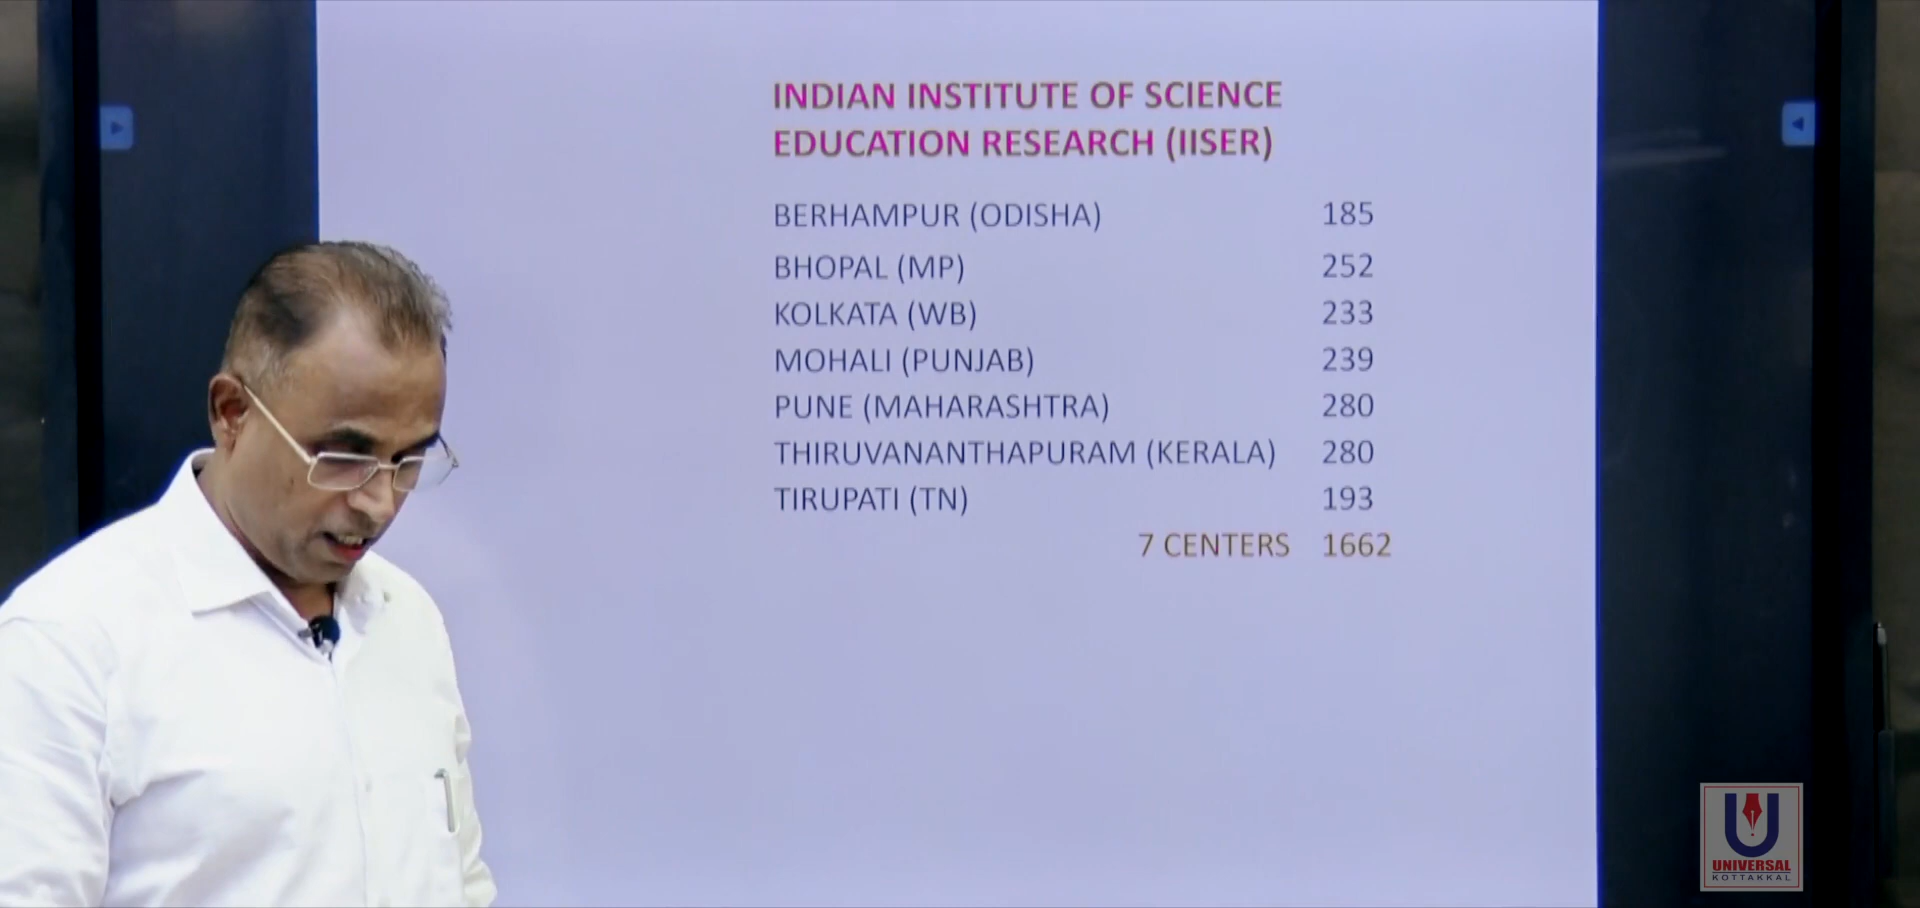 INDIAN INSTITUTE OF SCIENCE
EDUCATION RESEARCH (IISER)
BERHAMPUR (ODISHA) 185
BHOPAL (MP) 252
KOLKATA (WB) 233
MOHALI (PUNJAB) 239
PUNE (MAHARASHTRA) 280
THIRUVANANTHAPURAM (KERALA) 280
TIRUPATI (TN) 193
7 CENTERS 1662
UNIVERSAL
KOTTAKKAL